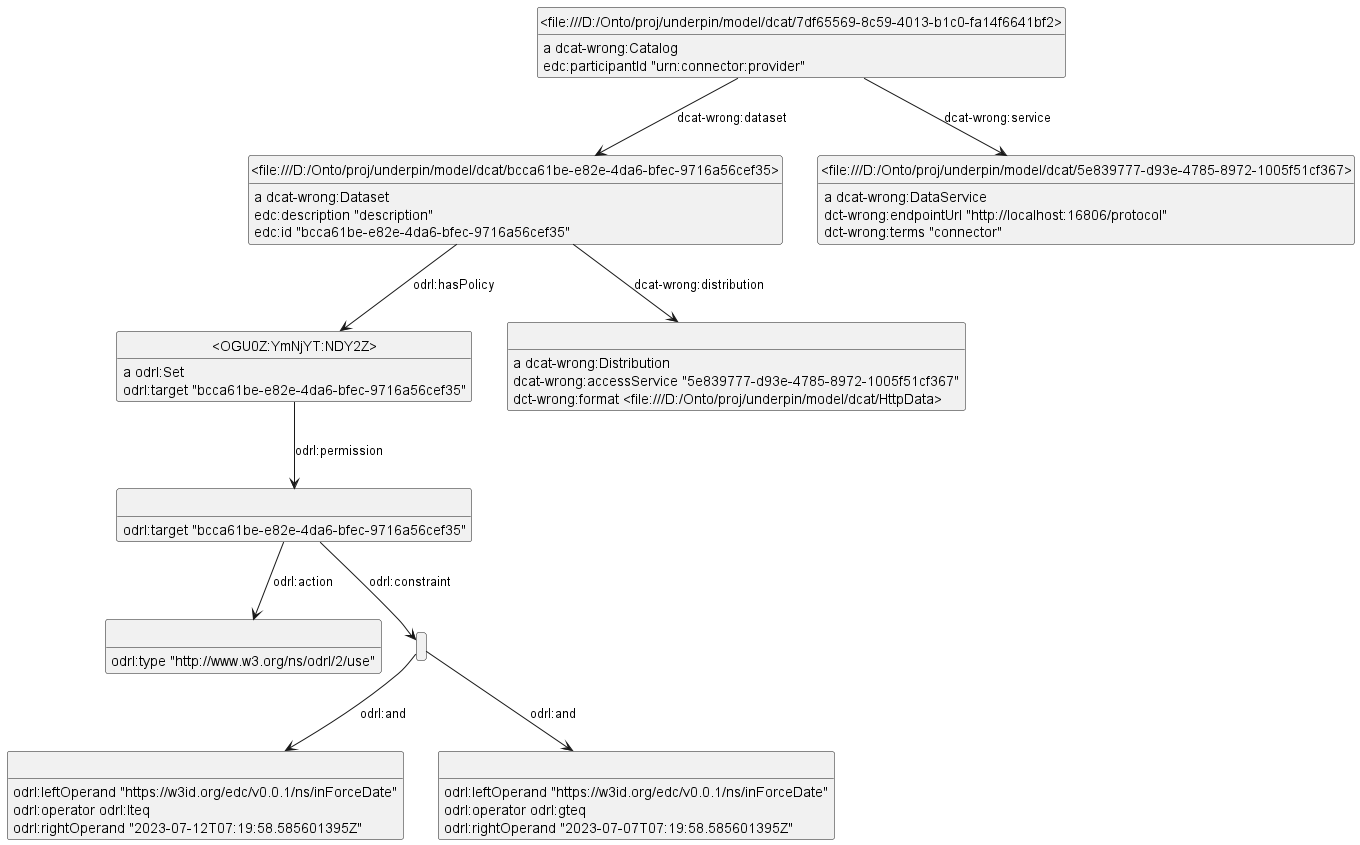 <file:///D:/Onto/proj/underpin/model/dcat/7df65569-8c59-4013-b1c0-fa14f6641bf2>
a dcat-wrong:Catalog
edc:participantId "urn:connector:provider"
dcat-wrong:dataset
dcat-wrong:service
<file:///D:/Onto/proj/underpin/model/dcat/bcca61be-e82e-4da6-bfec-9716a56cef35>
a dcat-wrong:Dataset
edc:description "description"
edc:id "bcca61be-e82e-4da6-bfec-9716a56cef35"
<file:///D:/Onto/proj/underpin/model/dcat/5e839777-d93e-4785-8972-1005f51cf367>
a dcat-wrong:DataService
dct-wrong:endpointUrl "http://localhost:16806/protocol"
dct-wrong:terms "connector"
odrl:hasPolicy
dcat-wrong:distribution
<OGU0Z:YmNjYT:NDY2Z>
a odrl:Set
odrl:target "bcca61be-e82e-4da6-bfec-9716a56cef35"
a dcat-wrong:Distribution
dcat-wrong:accessService "5e839777-d93e-4785-8972-1005f51cf367"
dct-wrong:format <file:///D:/Onto/proj/underpin/model/dcat/HttpData>
odrl:permission
odrl:target "bcca61be-e82e-4da6-bfec-9716a56cef35"
odrl:action
odrl:constraint
odrl:type "http://www.w3.org/ns/odrl/2/use"
odrl:and
odrl:and
odrl:leftOperand "https://w3id.org/edc/v0.0.1/ns/inForceDate"
odrl:operator odrl:lteq
odrl:rightOperand "2023-07-12T07:19:58.585601395Z"
odrl:leftOperand "https://w3id.org/edc/v0.0.1/ns/inForceDate"
odrl:operator odrl:gteq
odrl:rightOperand "2023-07-07T07:19:58.585601395Z"